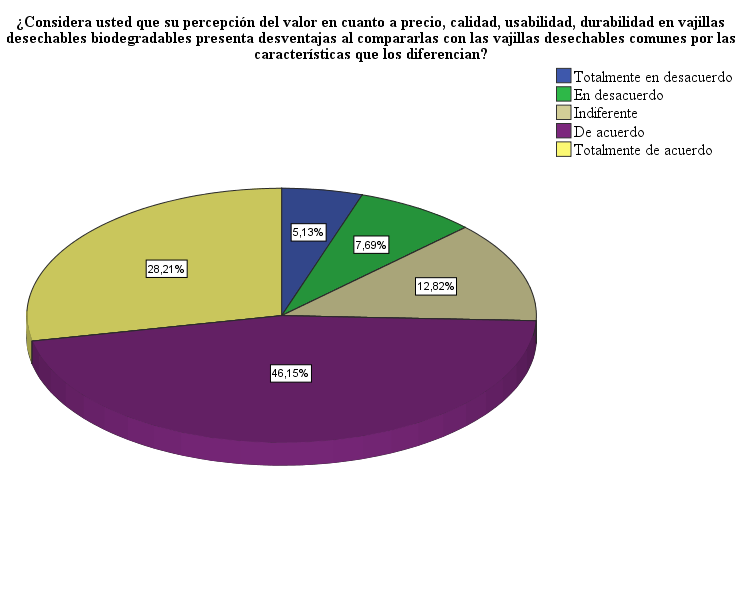 ¿Considera usted que su percepción del valor en cuanto a precio, calidad, usabilidad, durabilidad en vajillas
desechables biodegradables presenta desventajas al compararlas con las vajillas desechables comunes por las
características que los diferencian?
Totalmente en desacuerdo
En desacuerdo
Indiferente
De acuerdo
Totalmente de acuerdo
5,13%
7,69%
28,21%
12,82%
46,15%